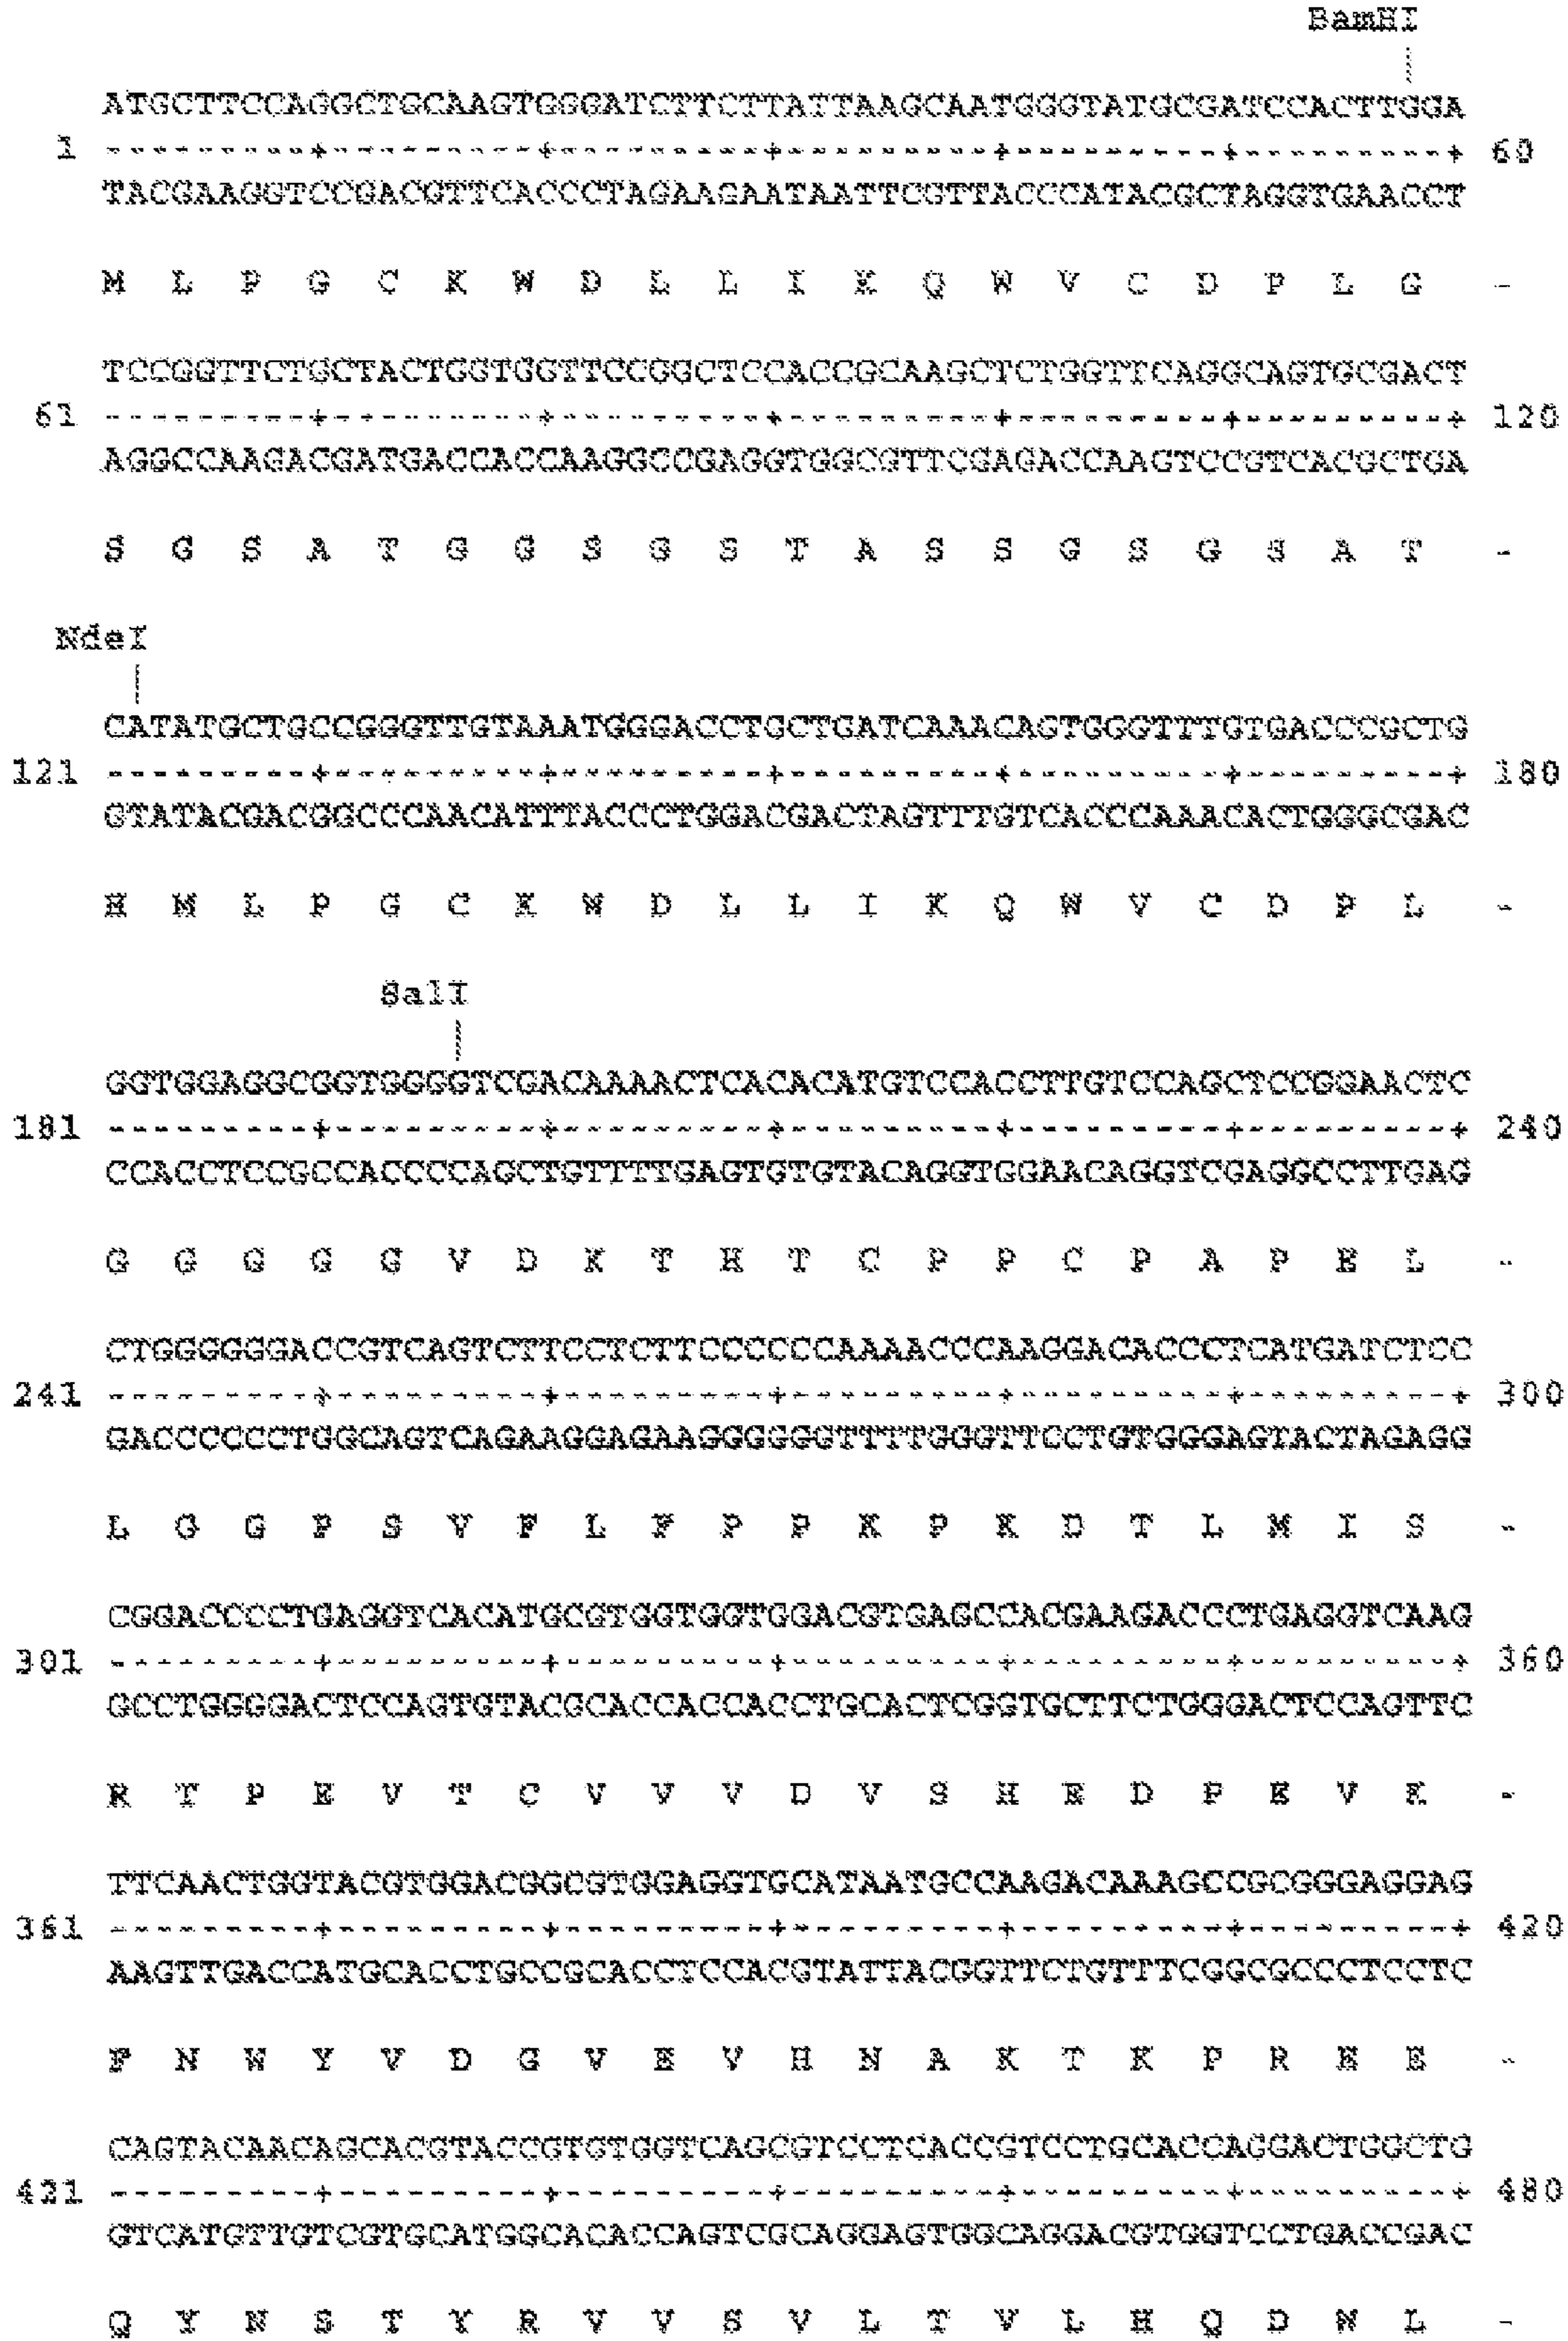 BamHI
ATGCTTCCAGGCTGCAAGTGGGATCTTCTTATTAAGCAATGGGTATGCGATCCACTTGGA
1 ---------+---------+---------+---------+---------+---------+ 60
TACGAAGGTCCGACGTTCACCCTAGAAGAATAATTCGTTACCCATACGCTAGGTGAACCT
M L P G C K W D L L I K Q W V C D P L G -
TCCGGTTCTGCTACTGGTGGTTCCGGCTCCACCGCAAGCTCTGGTTCAGGCAGTGCGACT
61 ---------+---------+---------+---------+---------+---------+ 120
AGGCCAAGACGATGACCACCAAGGCCGAGGTGGCGTTCGAGACCAAGTCCGTCACGCTGA
S G S A T G G S G S T A S S G S G S A T -
NdeI
CATATGCTGCCGGGTTGTAAATGGGACCTGCTGATCAAACAGTGGGTTTGTGACCCGCTG
121 ---------+---------+---------+---------+---------+---------+ 180
GTATACGACGGCCCAACATTTACCCTGGACGACTAGTTTGTCACCCAAACACTGGGCGAC
H M L P G C K W D L L I K Q W V C D P L -
SalI
GGTGGAGGCGGTGGGGTCGACAAAACTCACACATGTCCACCTTGTCCAGCTCCGGAACTC
181 ---------+---------+---------+---------+---------+---------+ 240
CCACCTCCGCCACCCCAGCTGTTTTGAGTGTGTACAGGTGGAACAGGTCGAGGCCTTGAG
G G G G G V D K T H T C P P C P A P E L -
CTGGGGGGACCGTCAGTCTTCCTCTTCCCCCCAAAACCCAAGGACACCCTCATGATCTCC
241 ---------+---------+---------+---------+---------+---------+ 300
GACCCCCCTGGCAGTCAGAAGGAGAAGGGGGGTTTTGGGTTCCTGTGGGAGTACTAGAGG
L G G P S V F L F P P K P K D T L M I S -
CGGACCCCTGAGGTCACATGCGTGGTGGTGGACGTGAGCCACGAAGACCCTGAGGTCAAG
301 ---------+---------+---------+---------+---------+---------+ 360
GCCTGGGGACTCCAGTGTACGCACCACCACCTGCACTCGGTGCTTCTGGGACTCCAGTTC
R T P E V T C V V V D V S H E D P E V K -
TTCAACTGGTACGTGGACGGCGTGGAGGTGCATAATGCCAAGACAAAGCCGCGGGAGGAG
361 ---------+---------+---------+---------+---------+---------+ 420
AAGTTGACCATGCACCTGCCGCACCTCCACGTATTACGGTTCTGTTTCGGCGCCCTCCTC
F N W Y V D G V E V H N A K T K P R E E -
CAGTACAACAGCACGTACCGTGTGGTCAGCGTCCTCACCGTCCTGCACCAGGACTGGCTG
421 ---------+---------+---------+---------+---------+---------+ 480
GTCATGTTGTCGTGCATGGCACACCAGTCGCAGGAGTGGCAGGACGTGGTCCTGACCGAC
Q Y N S T Y R V V S V L T V L H Q D W L -